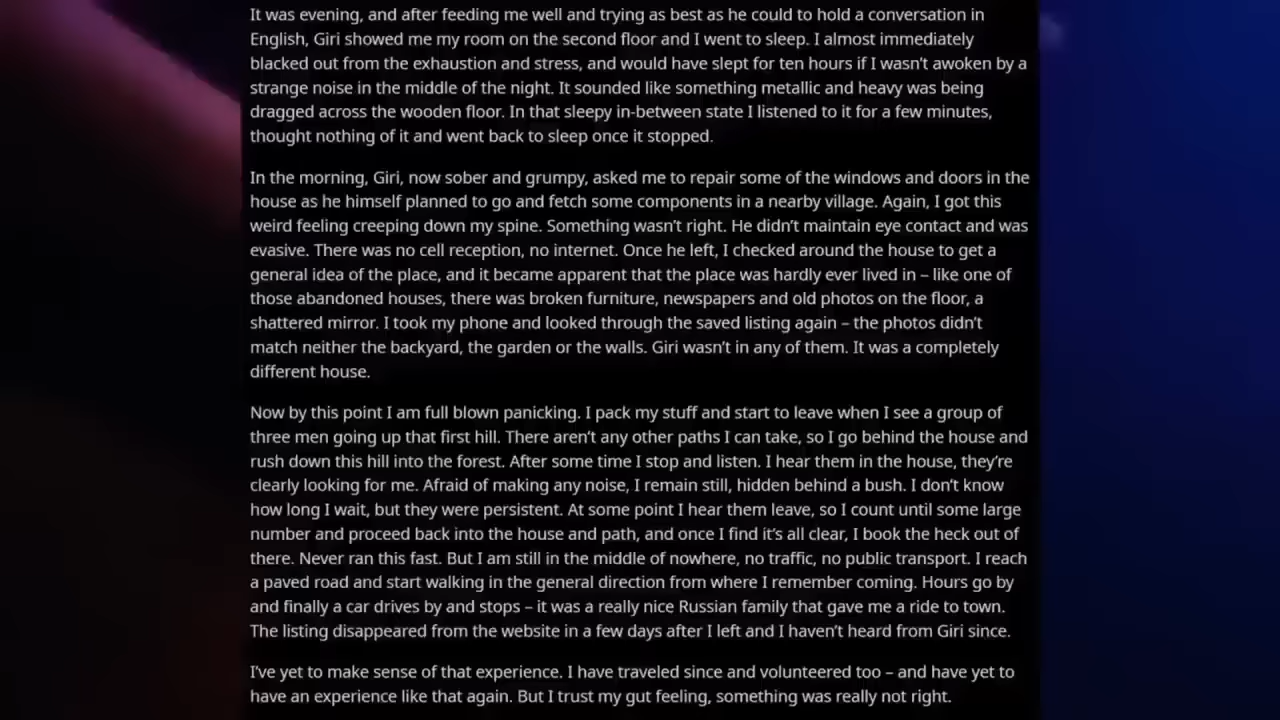 It was evening, and after feeding me well and trying as best as he could to hold a conversation in
English, Giri showed me my room on the second floor and I went to sleep. I almost immediately
blacked out from the exhaustion and stress, and would have slept for ten hours if I wasn’t awoken by a
strange noise in the middle of the night. It sounded like something metallic and heavy was being
dragged across the wooden floor. In that sleepy in-between state I listened to it for a few minutes,
thought nothing of it and went back to sleep once it stopped.
In the morning, Giri, now sober and grumpy, asked me to repair some of the windows and doors in the
house as he himself planned to go and fetch some components in a nearby village. Again, I got this
weird feeling creeping down my spine. Something wasn’t right. He didn’t maintain eye contact and was
evasive. There was no cell reception, no internet. Once he left, I checked around the house to get a
general idea of the place, and it became apparent that the place was hardly ever lived in – like one of
those abandoned houses, there was broken furniture, newspapers and old photos on the floor, a
shattered mirror. I took my phone and looked through the saved listing again – the photos didn’t
match neither the backyard, the garden or the walls. Giri wasn’t in any of them. It was a completely
different house.
Now by this point I am full blown panicking. I pack my stuff and start to leave when I see a group of
three men going up that first hill. There aren’t any other paths I can take, so I go behind the house and
rush down this hill into the forest. After some time I stop and listen. I hear them in the house, they’re
clearly looking for me. Afraid of making any noise, I remain still, hidden behind a bush. I don’t know
how long I wait, but they were persistent. At some point I hear them leave, so I count until some large
number and proceed back into the house and path, and once I find it’s all clear, I book the heck out of
there. Never ran this fast. But I am still in the middle of nowhere, no traffic, no public transport. I reach
a paved road and start walking in the general direction from where I remember coming. Hours go by
and finally a car drives by and stops – it was a really nice Russian family that gave me a ride to town.
The listing disappeared from the website in a few days after I left and I haven’t heard from Giri since.
I’ve yet to make sense of that experience. I have traveled since and volunteered too – and have yet to
have an experience like that again. But I trust my gut feeling, something was really not right.